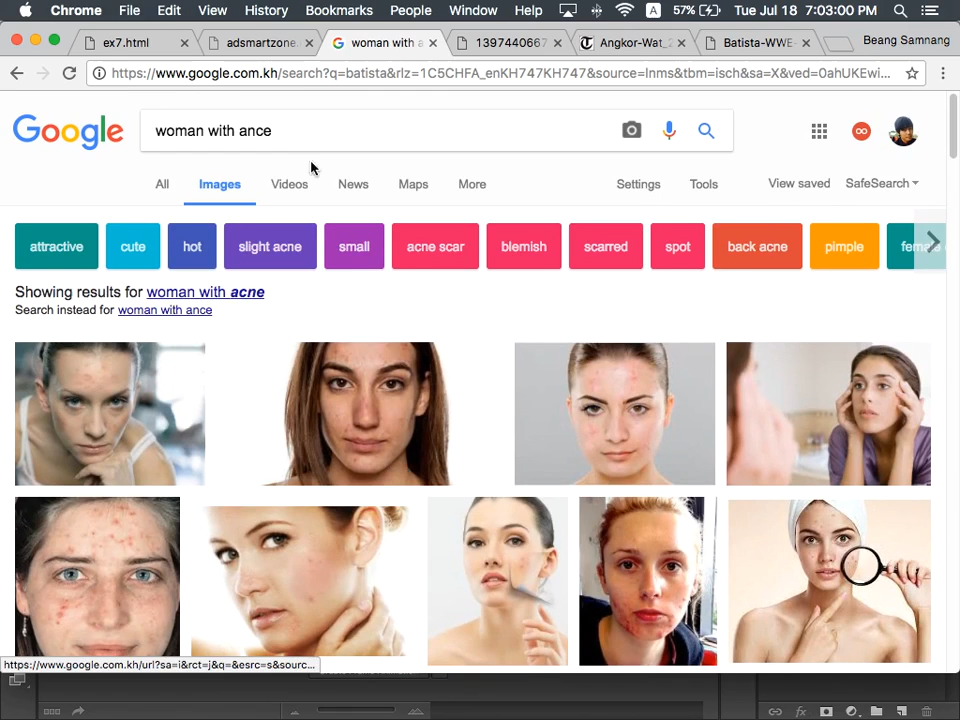 Chrome File Edit View History Bookmarks People Window Help A 57% Tue Jul 18 7:03:00 PM
ex7.html adsmartzone. woman with a 1397440667 Angkor-Wat_2 Batista-WWE- Beang Samnang
https://www.google.com.kh/search?q=batista&rlz=1C5CHFA_enKH747KH747&source=lnms&tbm=isch&sa=X&ved=0ahUKEwi...
Google woman with ance
All Images Videos News Maps More Settings Tools View saved SafeSearch
attractive cute hot slight acne small acne scar blemish scarred spot back acne pimple female
Showing results for woman with acne
Search instead for woman with ance
https://www.google.com.kh/url?sa=i&rct=j&q=&esrc=s&sourc...
fx